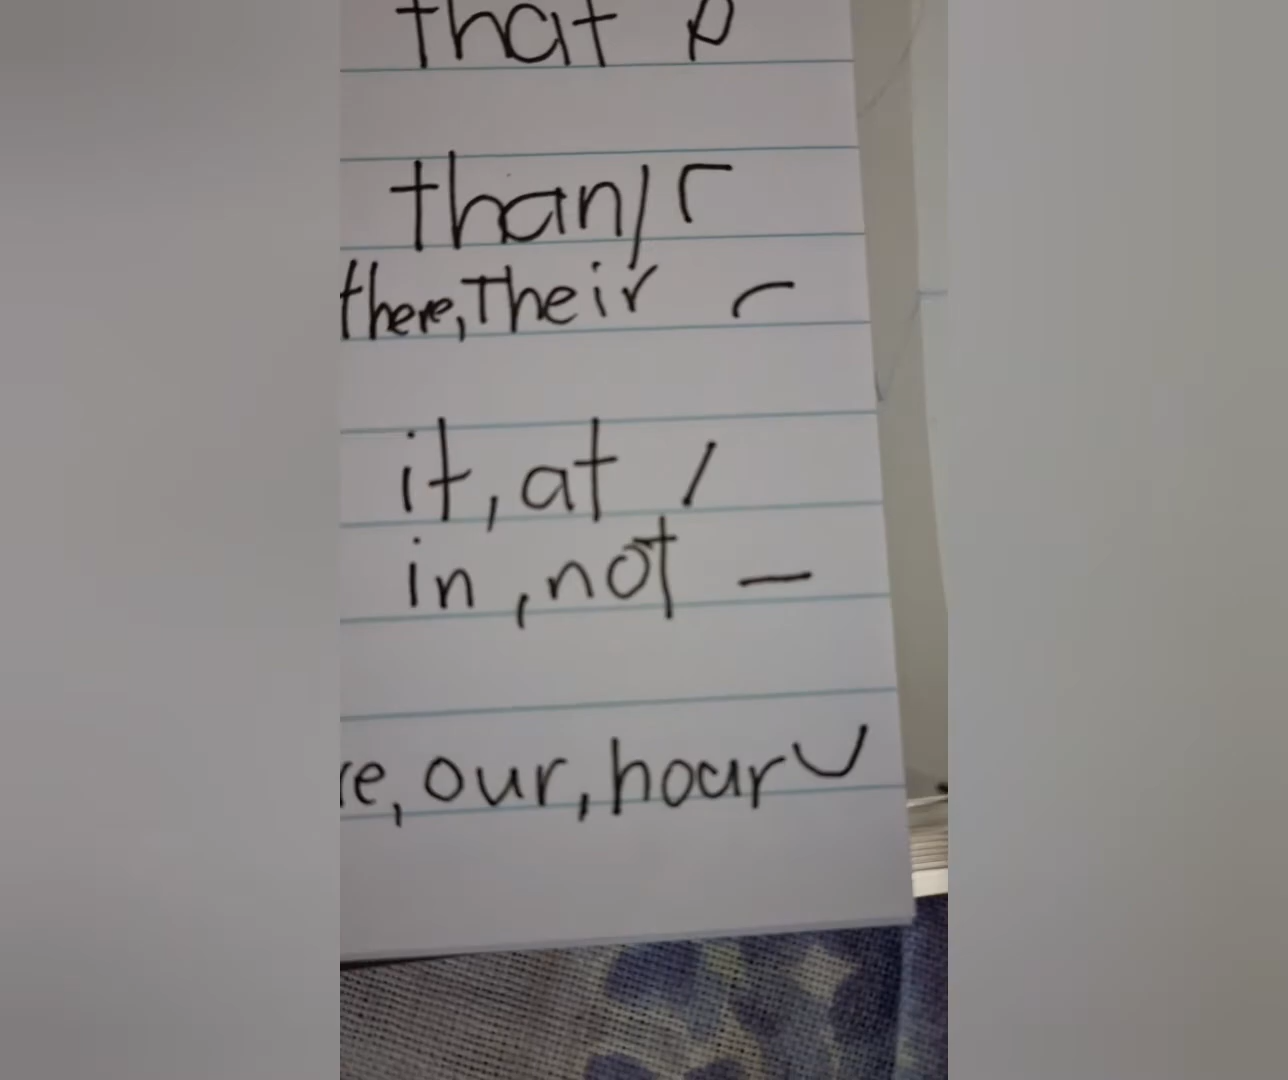 that
than/
there, Their
it, at
in, not
our, hour